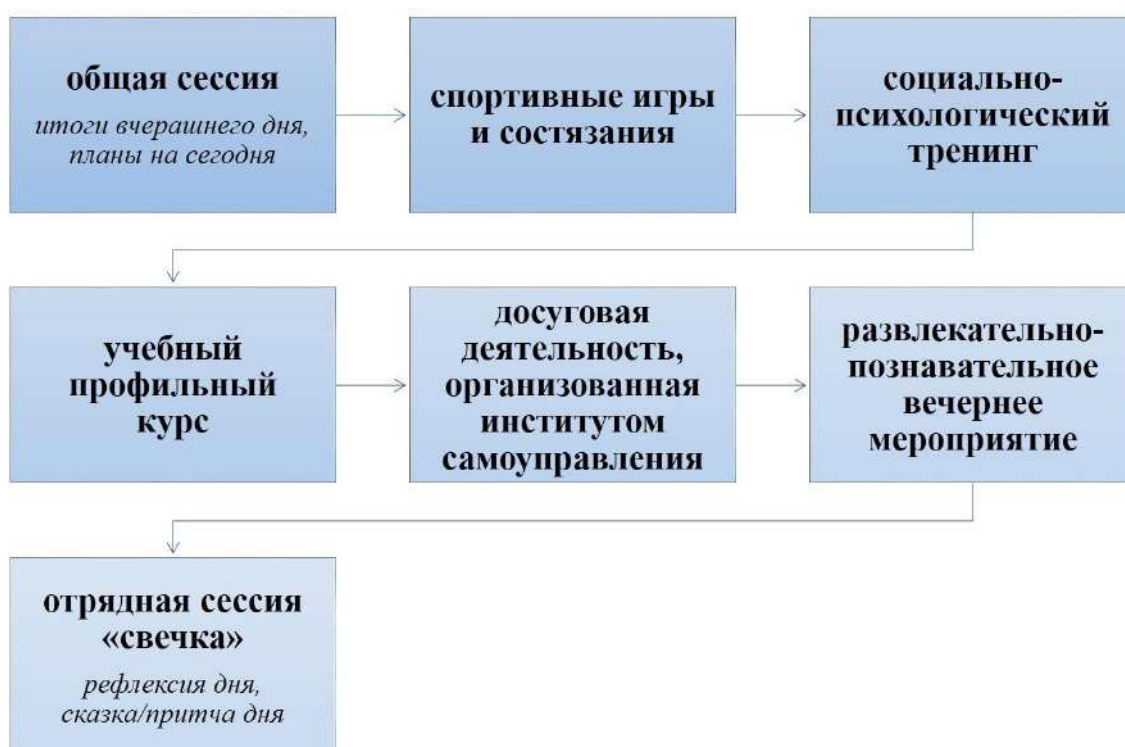 общая сессия
итоги вчерашнего дня,
планы на сегодня
спортивные игры
и состязания
социально-
психологический
тренинг
учебный
профильный
курс
досуговая
деятельность,
организованная
институтом
самоуправления
развлекательно-
познавательное
вечернее
мероприятие
отрядная сессия
«свечка»
рефлексия дня,
сказка/притча дня